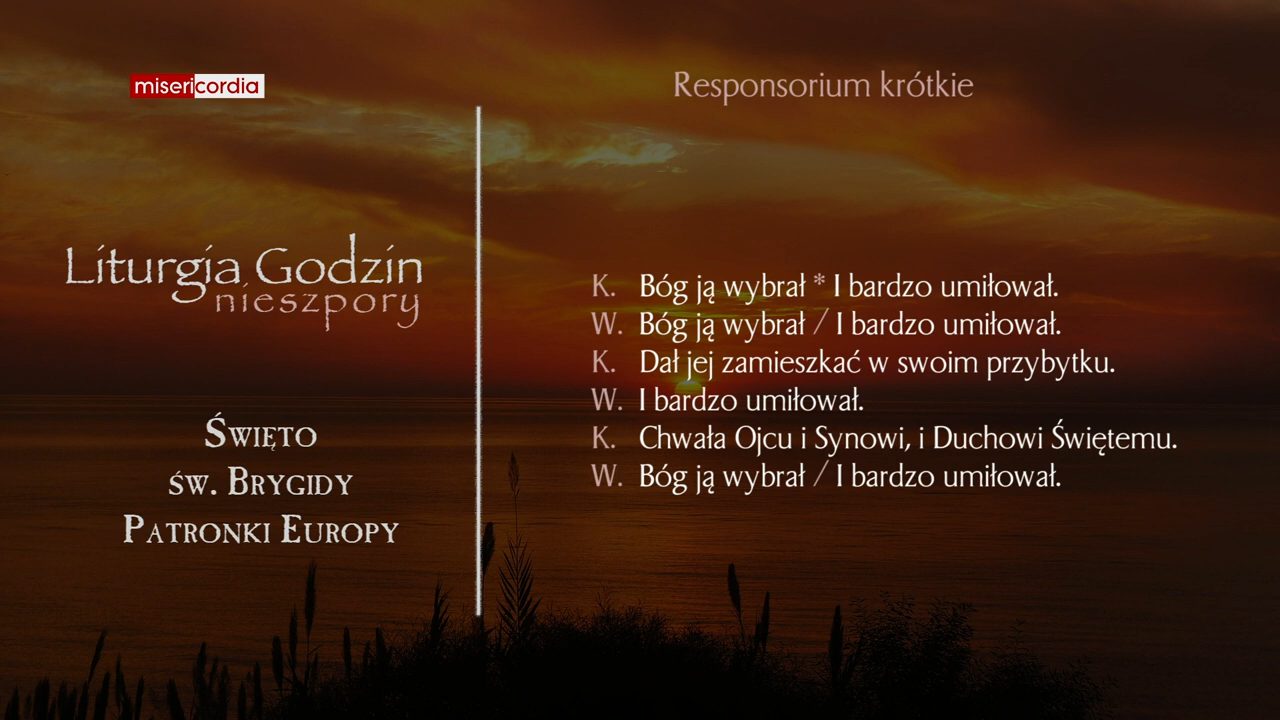 misericordia
Responsorium krótkie
Liturgia Godzin
nieszpory
Święto
św. Brygidy
Patronki Europy
K. Bóg ją wybrał * I bardzo umiłował.
W. Bóg ją wybrał / I bardzo umiłował.
K. Dał jej zamieszkać w swoim przybytku.
W. I bardzo umiłował.
K. Chwała Ojcu i Synowi, i Duchowi Świętemu.
W. Bóg ją wybrał / I bardzo umiłował.